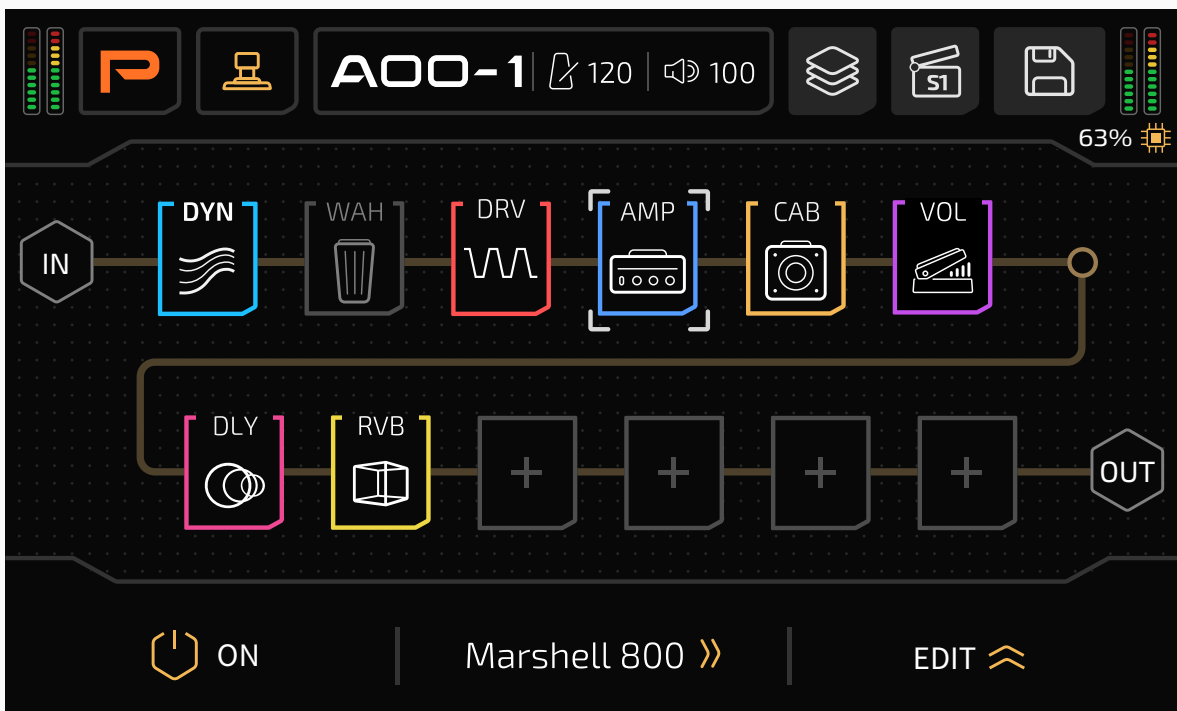 A00-1 120 100 S1
63%
IN DYN WAH DRV AMP CAB VOL
DLY RVB OUT
ON Marshell 800 EDIT